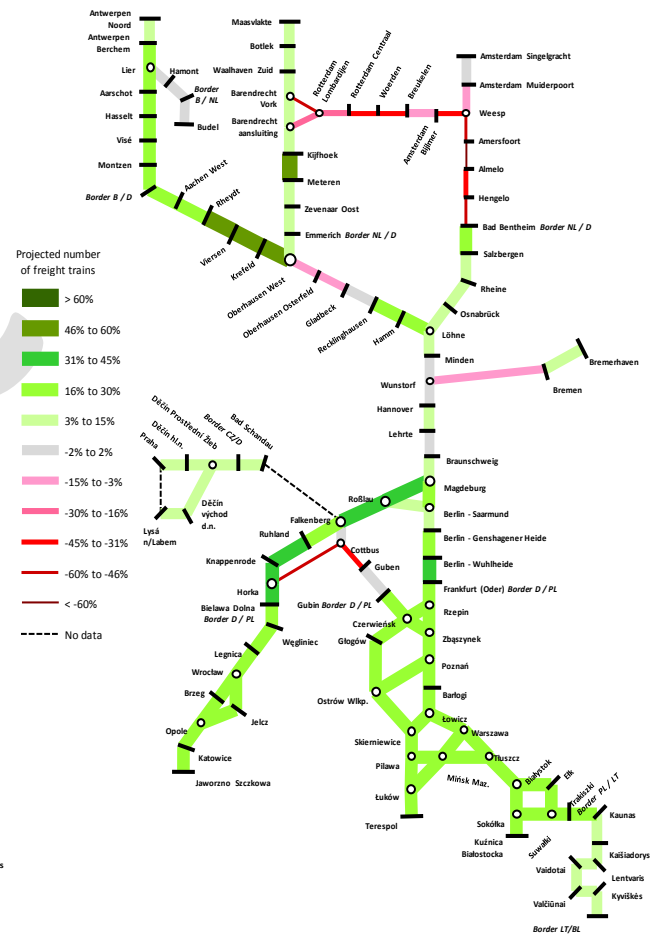 Antwerpen
Noord
Antwerpen
Berchem
Lier
Hamont
Border
B / NL
Budel
Aarschot
Hasselt
Visé
Montzen
Border B / D
Aachen West
Rheydt
Viersen
Krefeld
Maasvlakte
Botlek
Waalhaven Zuid
Barendrecht
Vork
Barendrecht
aansluiting
Rotterdam
Lombardijen
Rotterdam Centraal
Woerden
Breukelen
Amsterdam
Bijlmer
Amsterdam Singelgracht
Amsterdam Muiderpoort
Weesp
Amersfoort
Almelo
Hengelo
Bad Bentheim Border NL / D
Salzbergen
Rheine
Osnabrück
Löhne
Kijfhoek
Meteren
Zevenaar Oost
Emmerich Border NL / D
Oberhausen West
Oberhausen Osterfeld
Gladbeck
Recklinghausen
Hamm
Minden
Wunstorf
Bremen
Bremerhaven
Hannover
Lehrte
Braunschweig
Magdeburg
Roßlau
Berlin - Saarmund
Berlin - Genshagener Heide
Berlin - Wuhlheide
Frankfurt (Oder) Border D / PL
Projected number
of freight trains
> 60%
46% to 60%
31% to 45%
16% to 30%
3% to 15%
-2% to 2%
-15% to -3%
-30% to -16%
-45% to -31%
-60% to -46%
< -60%
No data
Praha
Děčín hl.n.
Děčín Prostřední Žleb
Border CZ/D
Bad Schandau
Lysá
n/Labem
Děčín
východ
d.n.
Falkenberg
Ruhland
Cottbus
Knappenrode
Guben
Horka
Gubin Border D / PL
Bielawa Dolna
Border D / PL
Węgliniec
Legnica
Wrocław
Brzeg
Jelcz
Opole
Katowice
Jaworzno Szczkowa
Rzepin
Czerwieńsk
Zbąszynek
Głogów
Poznań
Ostrów Wlkp.
Barłogi
Łowicz
Skierniewice
Warszawa
Pilawa
Tłuszcz
Mińsk Maz.
Łuków
Terespol
Białystok
Ełk
Trakiszki
Border PL / LT
Sokółka
Kuźnica
Białostocka
Suwałki
Kaunas
Kaišiadorys
Vaidotai
Lentvaris
Valčiūnai
Kyviškės
Border LT/BL
s